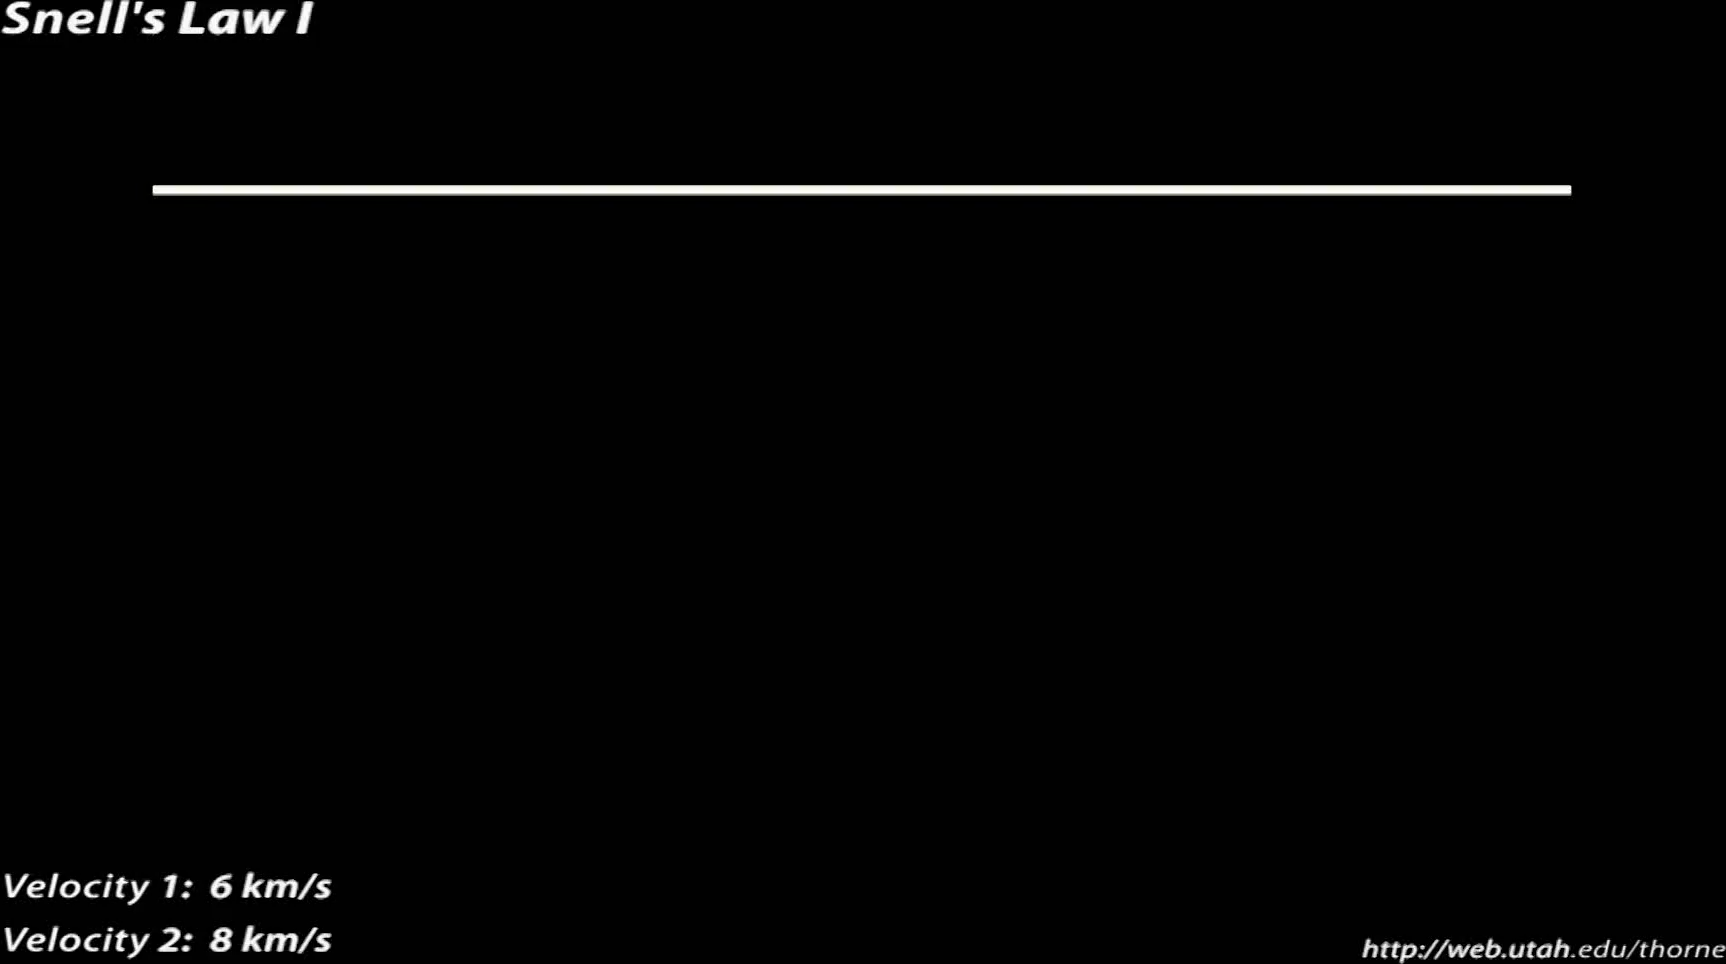 Snell's Law I
Velocity 1: 6 km/s
Velocity 2: 8 km/s
http://web.utah.edu/thorne